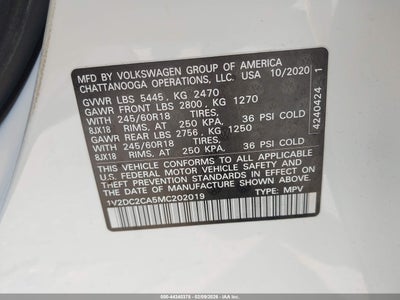 MFD BY VOLKSWAGEN GROUP OF AMERICA
CHATTANOOGA OPERATIONS, LLC. USA 10/2020
GVWR LBS 5445, KG 2470
GAWR FRONT LBS 2800, KG 1270
WITH 245/60R18 TIRES,
8JX18 RIMS, AT 250 KPA, 36 PSI COLD
GAWR REAR LBS 2756, KG 1250
WITH 245/60R18 TIRES,
8JX18 RIMS, AT 250 KPA, 36 PSI COLD
THIS VEHICLE CONFORMS TO ALL APPLICABLE
U.S. FEDERAL MOTOR VEHICLE SAFETY AND
THEFT PREVENTION STANDARDS IN EFFECT
ON THE DATE OF MANUFACTURE SHOWN ABOVE
1V2DC2CA5MC202019 TYPE: MPV
4240424 1